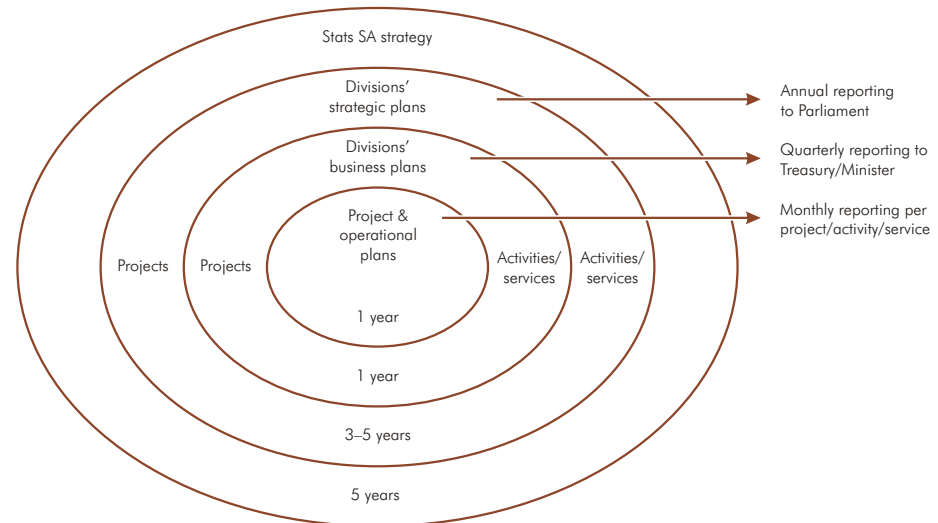 Stats SA strategy
Divisions'
strategic plans
Annual reporting
to Parliament
Divisions'
business plans
Quarterly reporting to
Treasury/Minister
Project &
operational
plans
Monthly reporting per
project/activity/service
Projects
Projects
Activities/
services
Activities/
services
1 year
1 year
3–5 years
5 years